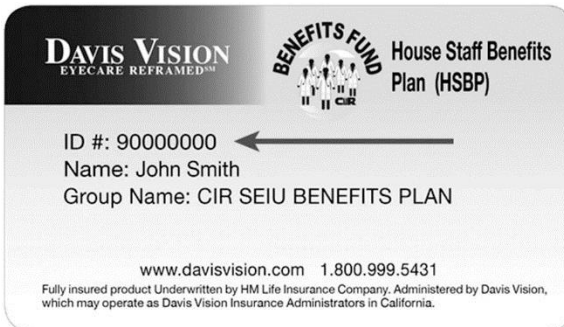 DAVIS VISION
EYECARE REFRAMED℠
BENEFITS FUND
CIR
House Staff Benefits
Plan (HSBP)
ID #: 90000000
Name: John Smith
Group Name: CIR SEIU BENEFITS PLAN
www.davisvision.com 1.800.999.5431
Fully insured product Underwritten by HM Life Insurance Company. Administered by Davis Vision,
which may operate as Davis Vision Insurance Administrators in California.